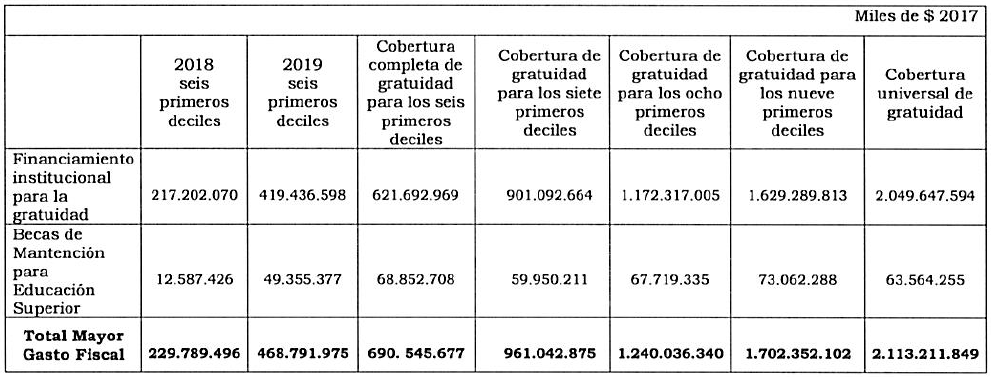 Miles de $ 2017
2018
seis
primeros
deciles
2019
seis
primeros
deciles
Cobertura
completa de
gratuidad
para los seis
primeros
deciles
Cobertura de
gratuidad
para los siete
primeros
deciles
Cobertura de
gratuidad
para los ocho
primeros
deciles
Cobertura de
gratuidad para
los nueve
primeros
deciles
Cobertura
universal de
gratuidad
Financiamiento
institucional
para la
gratuidad
217.202.070
419.436.598
621.692.969
901.092.664
1.172.317.005
1.629.289.813
2.049.647.594
Becas de
Mantención
para
Educación
Superior
12.587.426
49.355.377
68.852.708
59.950.211
67.719.335
73.062.288
63.564.255
Total Mayor
Gasto Fiscal
229.789.496
468.791.975
690. 545.677
961.042.875
1.240.036.340
1.702.352.102
2.113.211.849